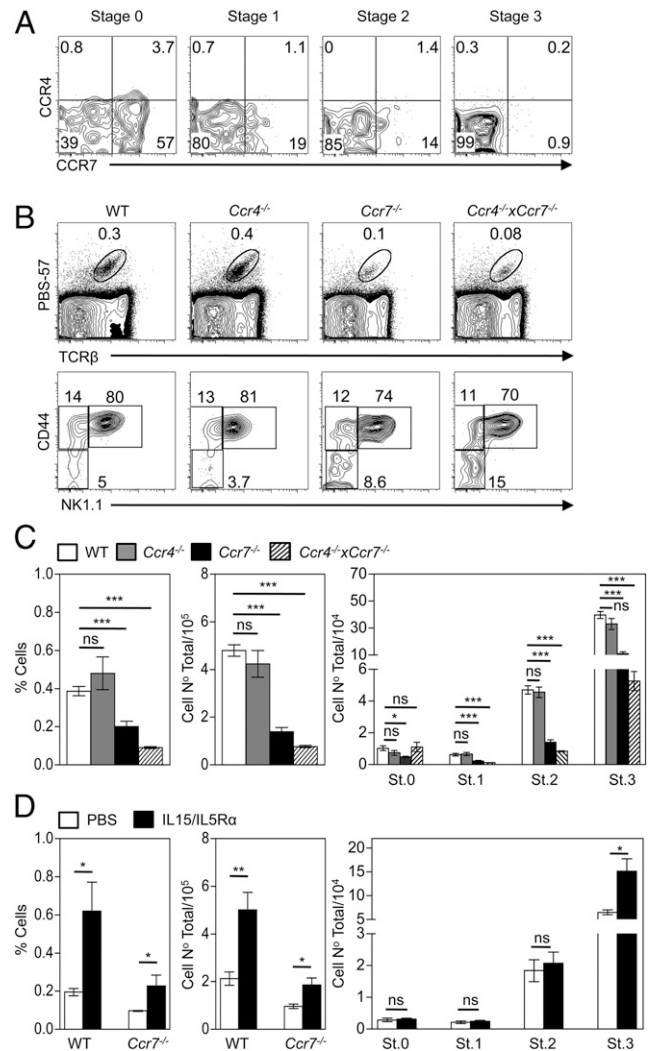 A
Stage 0 Stage 1 Stage 2 Stage 3
0.8 3.7 0.7 1.1 0 1.4 0.3 0.2
CCR4
39 57 80 19 85 14 99 0.9
CCR7
B
WT Ccr4-/- Ccr7-/- Ccr4-/-xCcr7-/-
0.3 0.4 0.1 0.08
PBS-57
TCRβ
14 80 13 81 12 74 11 70
CD44
5 3.7 8.6 15
NK1.1
C
WT Ccr4-/- Ccr7-/- Ccr4-/-xCcr7-/-
% Cells
1.0
0.8
0.6
0.4
0.2
0.0
***
***
ns
Cell Nº Total/10⁵
8
6
4
2
0
***
***
ns
Cell Nº Total/10⁴
70
50
30
10
6
4
2
0
ns
*
ns
***
***
ns
***
***
ns
***
***
ns
St.0 St.1 St.2 St.3
D
PBS IL15/IL5Rα
% Cells
1.0
0.8
0.6
0.4
0.2
0.0
*
*
WT Ccr7-/-
Cell Nº Total/10⁵
8
6
4
2
0
**
*
WT Ccr7-/-
Cell Nº Total/10⁴
20
15
10
5
3
2
1
0
ns
ns
ns
*
St.0 St.1 St.2 St.3